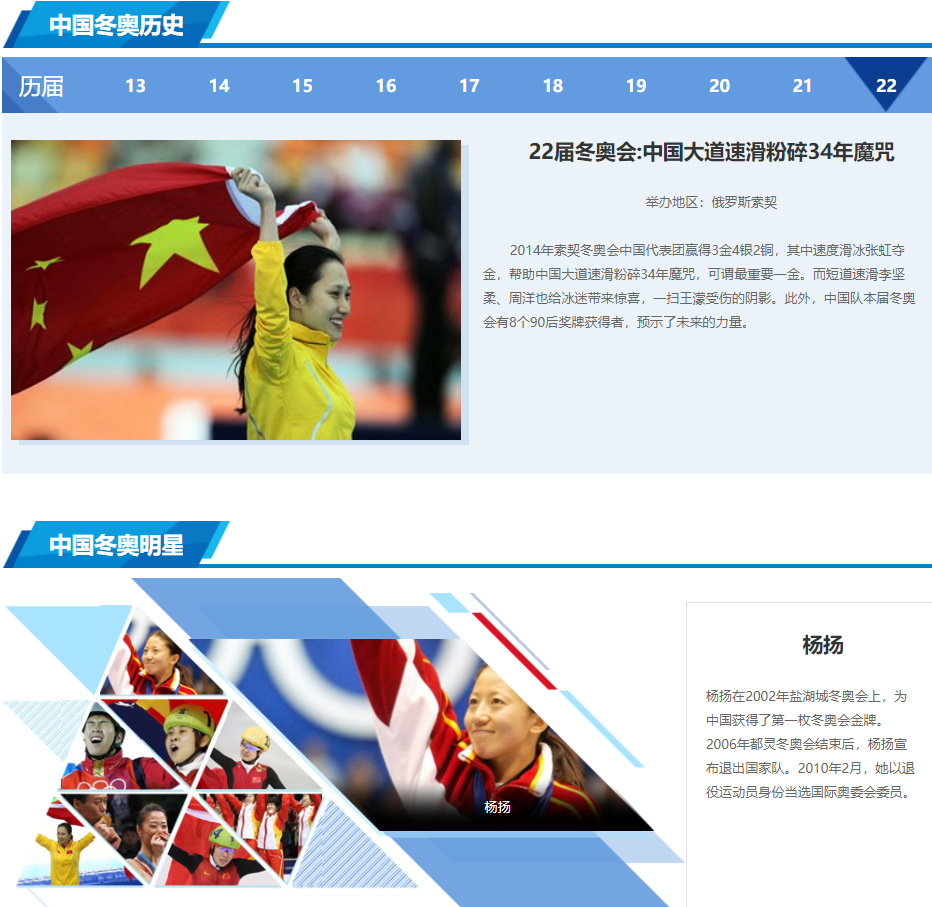 中国冬奥历史
历届 13 14 15 16 17 18 19 20 21 22
22届冬奥会:中国大道速滑粉碎34年魔咒
举办地区：俄罗斯索契
2014年索契冬奥会中国代表团赢得3金4银2铜，其中速度滑冰张虹夺
金，帮助中国大道速滑粉碎34年魔咒，可谓最重要一金。而短道速滑李坚
柔、周洋也给冰迷带来惊喜，一扫王濛受伤的阴影。此外，中国队本届冬奥
会有8个90后奖牌获得者，预示了未来的力量。
中国冬奥明星
杨扬
杨扬
杨扬在2002年盐湖城冬奥会上，为
中国获得了第一枚冬奥会金牌。
2006年都灵冬奥会结束后，杨扬宣
布退出国家队。2010年2月，她以退
役运动员身份当选国际奥委会委员。